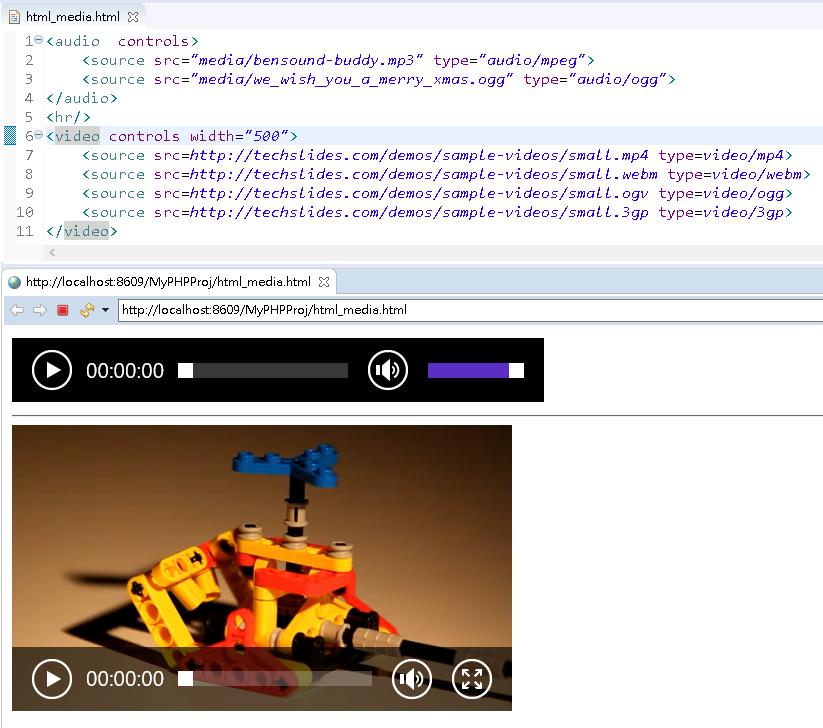 html_media.html
1 <audio  controls>
2     <source src="media/bensound-buddy.mp3" type="audio/mpeg">
3     <source src="media/we_wish_you_a_merry_xmas.ogg" type="audio/ogg">
4 </audio>
5 <hr/>
6 <video controls width="500">
7     <source src=http://techslides.com/demos/sample-videos/small.mp4 type=video/mp4>
8     <source src=http://techslides.com/demos/sample-videos/small.webm type=video/webm>
9     <source src=http://techslides.com/demos/sample-videos/small.ogv type=video/ogg>
10     <source src=http://techslides.com/demos/sample-videos/small.3gp type=video/3gp>
11 </video>
http://localhost:8609/MyPHPProj/html_media.html
http://localhost:8609/MyPHPProj/html_media.html
00:00:00
00:00:00